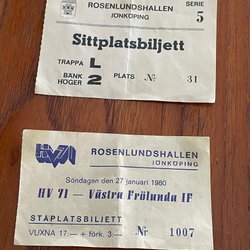 ROSENLUNDSHALLEN
JÖNKÖPING
SERIE
5
Sittplatsbiljett
TRAPPA L
BANK HÖGER 2 PLATS № 31
HV71
ROSENLUNDSHALLEN
JÖNKÖPING
Söndagen den 27 januari 1980
HV 71 — Västra Frölunda IF
STÅPLATSBILJETT
VUXNA 17:— + förk. 3:— № 1007